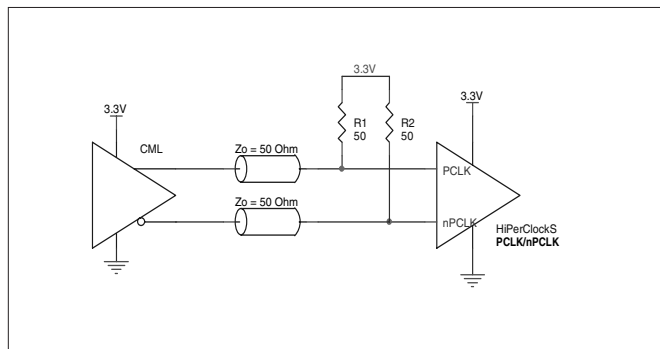 3.3V
3.3V
R1
50
R2
50
3.3V
CML
Zo = 50 Ohm
PCLK
Zo = 50 Ohm
nPCLK
HiPerClockS
PCLK/nPCLK